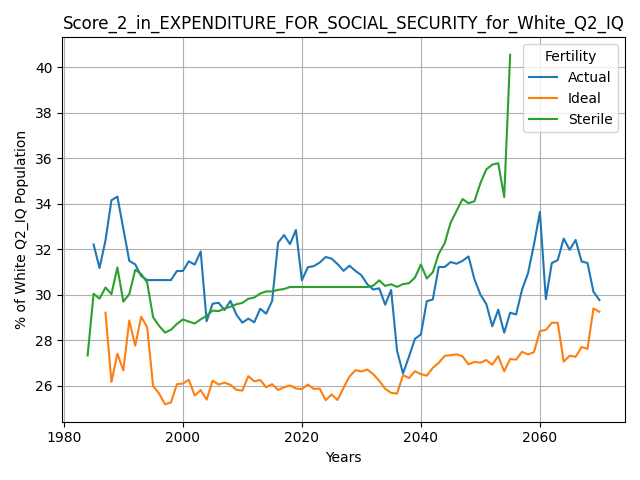 Score_2_in_EXPENDITURE_FOR_SOCIAL_SECURITY_for_White_Q2_IQ
Fertility
Actual
Ideal
Sterile
% of White Q2_IQ Population
40
38
36
34
32
30
28
26
1980
2000
2020
2040
2060
Years